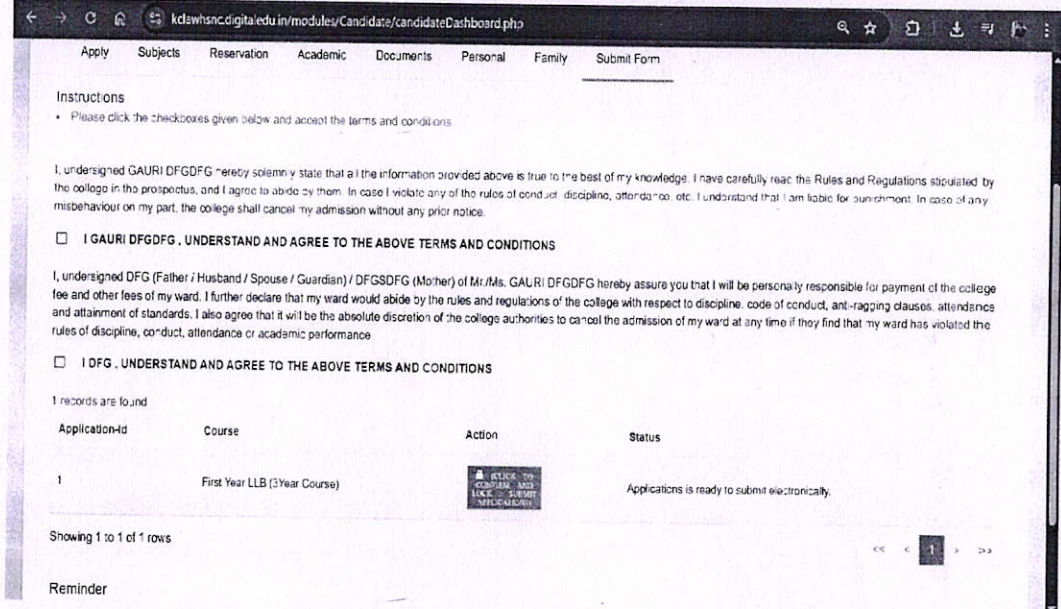 kclawhsnc.digitaledu.in/modules/Candidate/candidateDashboard.php
Apply Subjects Reservation Academic Documents Personal Family Submit Form
Instructions
• Please click the checkboxes given below and accept the terms and conditions
I, undersigned GAURI DFGDFG hereby solemnly state that all the information provided above is true to the best of my knowledge. I have carefully read the Rules and Regulations stipulated by
the college in the prospectus, and I agree to abide by them. In case I violate any of the rules of conduct, discipline, attendance, etc. I understand that I am liable for punishment. In case of any
misbehaviour on my part, the college shall cancel my admission without any prior notice.
I GAURI DFGDFG , UNDERSTAND AND AGREE TO THE ABOVE TERMS AND CONDITIONS
I, undersigned DFG (Father / Husband / Spouse / Guardian) / DFGSDFG (Mother) of Mr./Ms. GAURI DFGDFG hereby assure you that I will be personally responsible for payment of the college
fee and other fees of my ward. I further declare that my ward would abide by the rules and regulations of the college with respect to discipline, code of conduct, anti-ragging clauses, attendance
and attainment of standards. I also agree that it will be the absolute discretion of the college authorities to cancel the admission of my ward at any time if they find that my ward has violated the
rules of discipline, conduct, attendance or academic performance
I DFG , UNDERSTAND AND AGREE TO THE ABOVE TERMS AND CONDITIONS
1 records are found
Application-Id Course Action Status
1 First Year LLB (3Year Course) Applications is ready to submit electronically.
(CLICK TO
CONFIRM AND
LOCK / SUBMIT
APPLICATION)
Showing 1 to 1 of 1 rows
<< < 1 > >>
Reminder